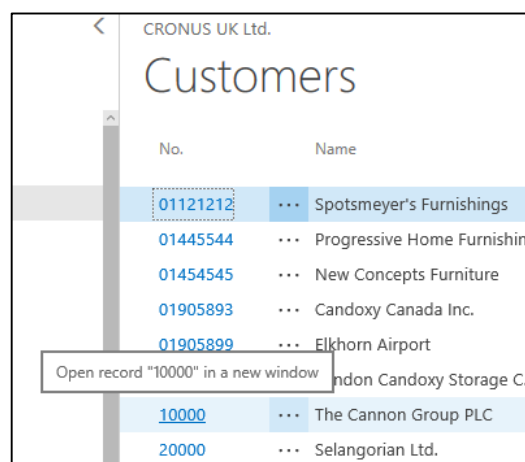 CRONUS UK Ltd.
Customers
No. Name
01121212 ··· Spotsmeyer's Furnishings
01445544 ··· Progressive Home Furnishin
01454545 ··· New Concepts Furniture
01905893 ··· Candoxy Canada Inc.
01905899 ··· Elkhorn Airport
Open record "10000" in a new window
ndon Candoxy Storage C.
10000 ··· The Cannon Group PLC
20000 ··· Selangorian Ltd.